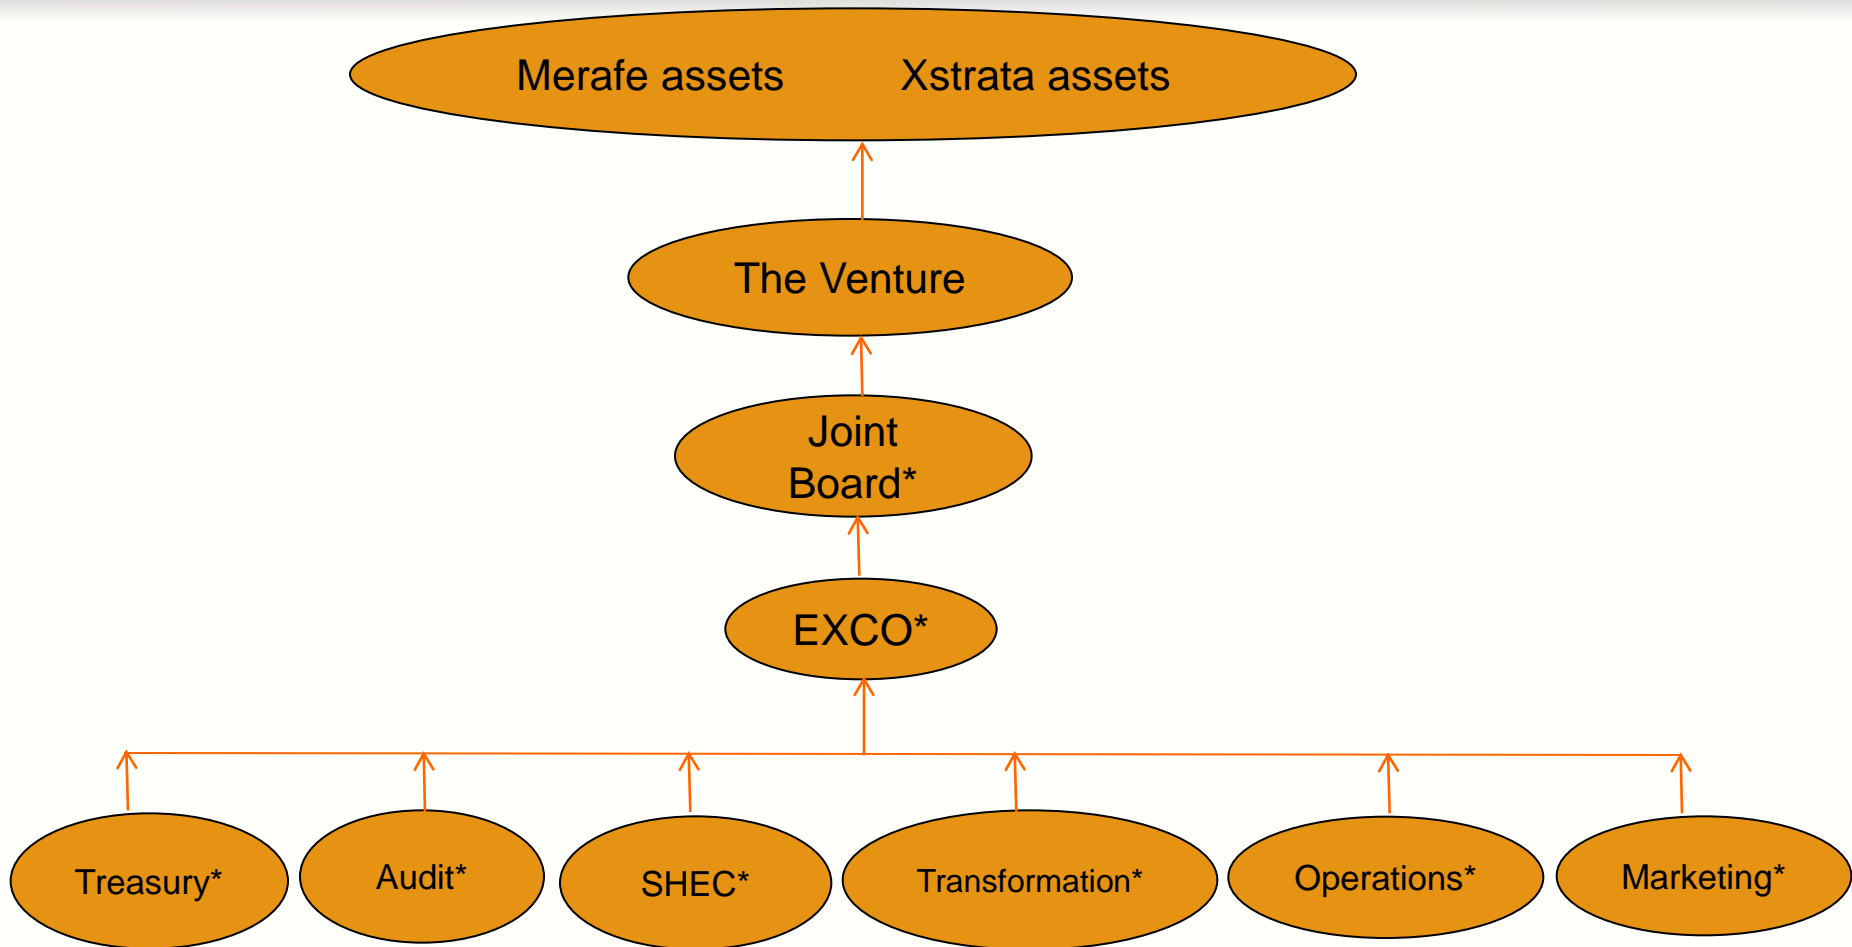 Merafe assets Xstrata assets
The Venture
Joint
Board*
EXCO*
Treasury*
Audit*
SHEC*
Transformation*
Operations*
Marketing*